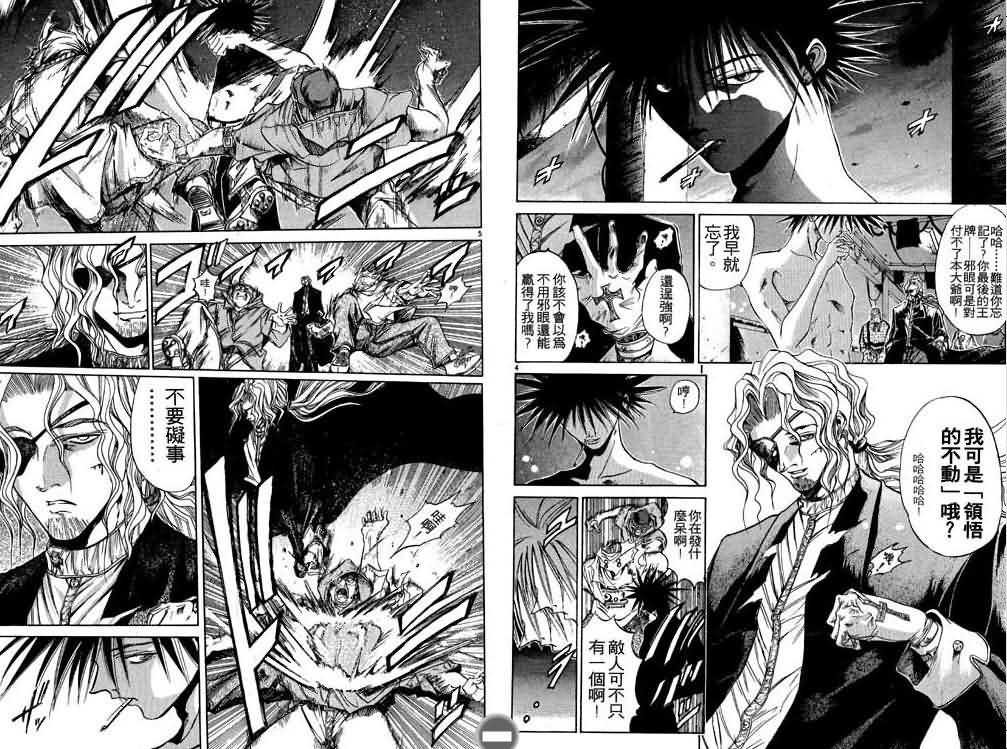 哈哈……難道你忘
記了?你最後的王
牌——邪眼可是對
付不了本大爺啊!
我早就
忘了。
還逞強啊?
你該不會以為
不用邪眼還能
贏得了我嗎?
4
我可是「領悟
的不動」哦?
哈哈哈哈哈!
哼!
你在發什
麼呆啊!
敵人可不只
有一個啊!
5
哇!
不要礙事
………